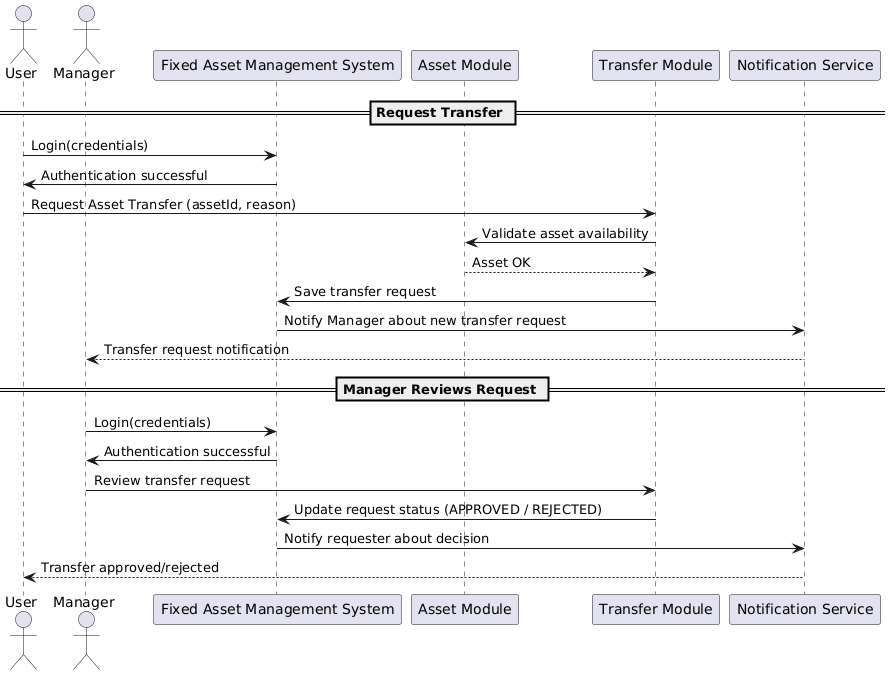 User Manager Fixed Asset Management System Asset Module Transfer Module Notification Service
Request Transfer
Login(credentials)
Authentication successful
Request Asset Transfer (assetId, reason)
Validate asset availability
Asset OK
Save transfer request
Notify Manager about new transfer request
Transfer request notification
Manager Reviews Request
Login(credentials)
Authentication successful
Review transfer request
Update request status (APPROVED / REJECTED)
Notify requester about decision
Transfer approved/rejected
User Manager Fixed Asset Management System Asset Module Transfer Module Notification Service